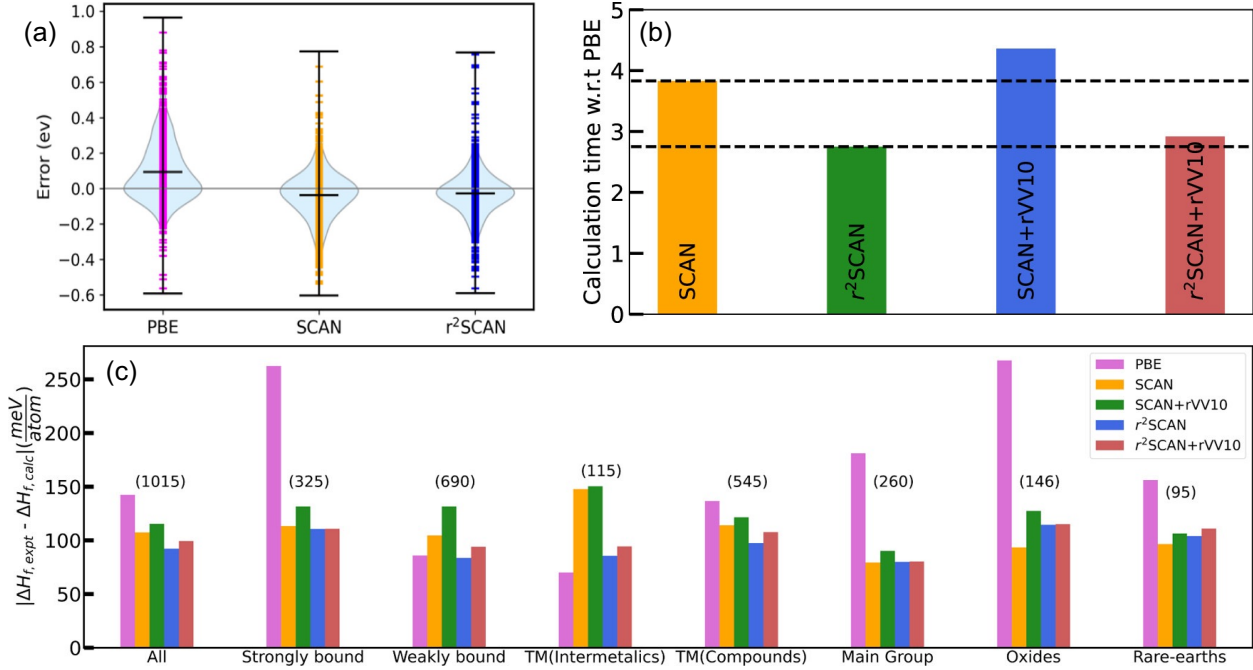 (a)
Error (ev)
1.0
0.8
0.6
0.4
0.2
0.0
−0.2
−0.4
−0.6
PBE
SCAN
r²SCAN
(b)
Calculation time w.r.t PBE
5
4
3
2
1
0
SCAN
r²SCAN
SCAN+rVV10
r²SCAN+rVV10
(c)
|ΔH_{f,expt} - ΔH_{f,calc}|(meV/atom)
250
200
150
100
50
0
(1015)
(325)
(690)
(115)
(545)
(260)
(146)
(95)
PBE
SCAN
SCAN+rVV10
r²SCAN
r²SCAN+rVV10
All
Strongly bound
Weakly bound
TM(Intermetalics)
TM(Compounds)
Main Group
Oxides
Rare-earths